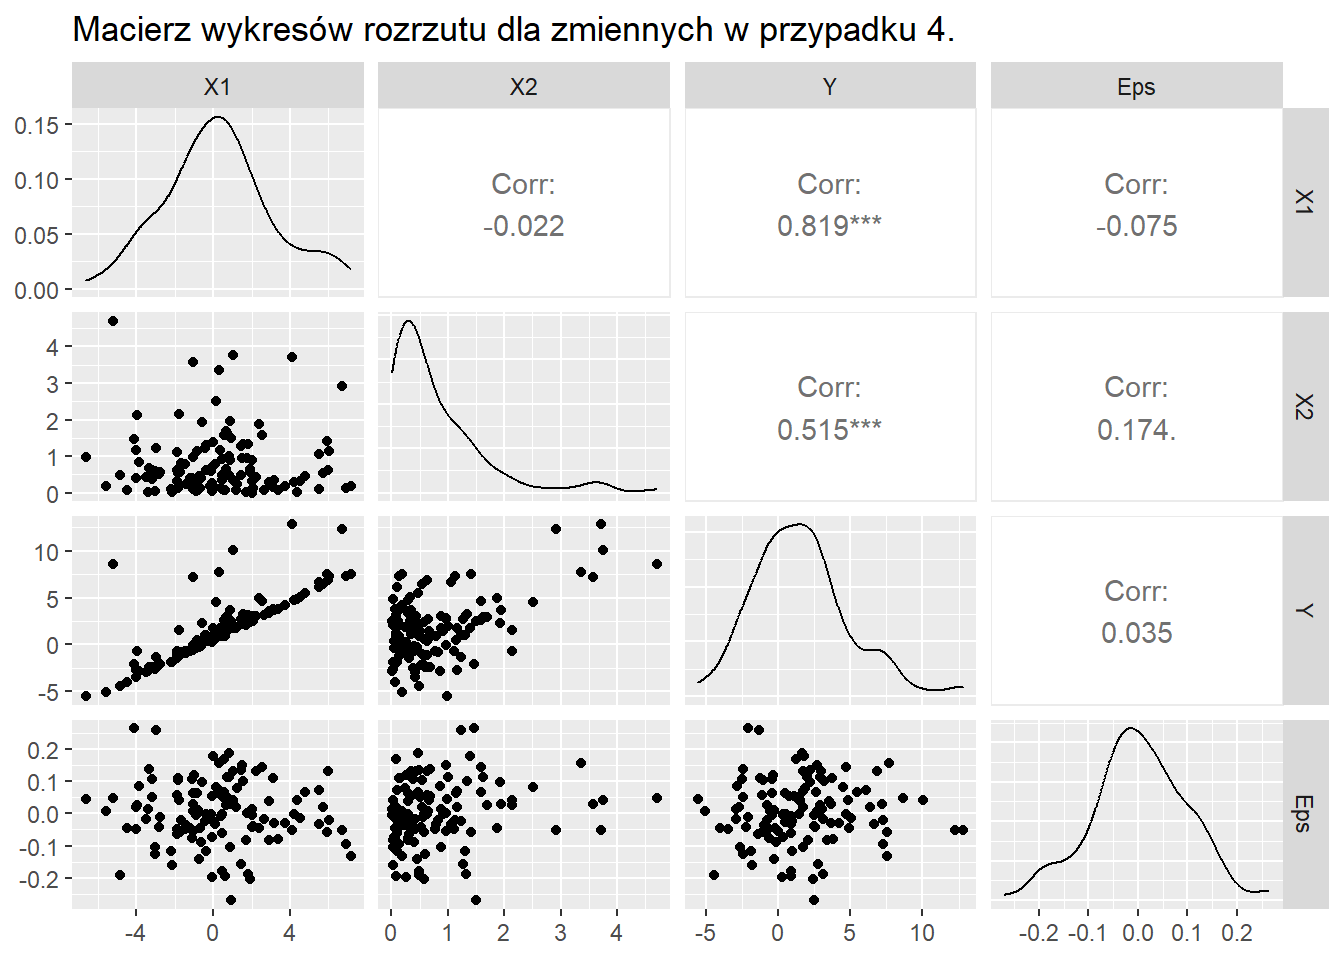 Macierz wykresów rozrzutu dla zmiennych w przypadku 4.
X1 X2 Y Eps
0.15
0.10
0.05
0.00
Corr:
-0.022
Corr:
0.819***
Corr:
-0.075
X1
4
3
2
1
0
Corr:
0.515***
Corr:
0.174.
X2
10
5
0
-5
Corr:
0.035
Y
0.2
0.1
0.0
-0.1
-0.2
Eps
-4 0 4
0 1 2 3 4
-5 0 5 10
-0.2 -0.1 0.0 0.1 0.2